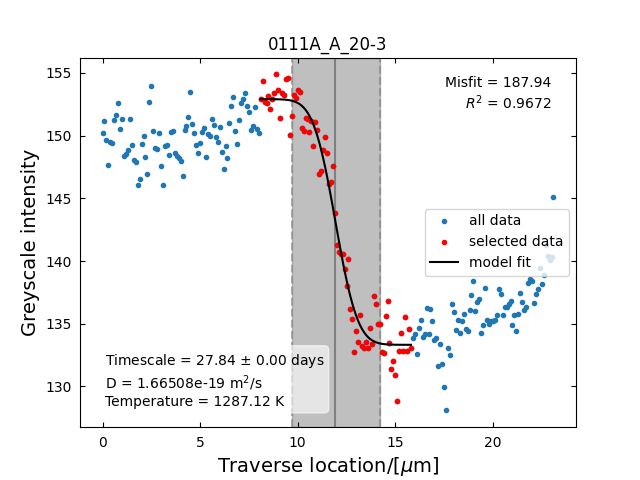 0111A_A_20-3
Misfit = 187.94
R² = 0.9672
155
150
145
140
135
130
Greyscale intensity
all data
selected data
model fit
Timescale = 27.84 ± 0.00 days
D = 1.66508e-19 m²/s
Temperature = 1287.12 K
0 5 10 15 20
Traverse location/[μm]